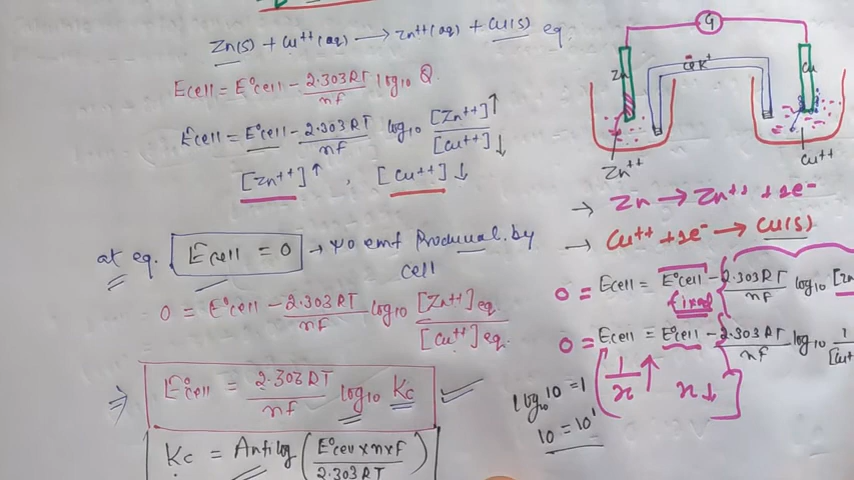 Zn(s) + Cu⁺⁺(aq) → Zn⁺⁺(aq) + Cu(s) eq
Ecell = E°cell - 2.303RT/nf log₁₀ Q
Ecell = E°cell - 2.303RT/nf log₁₀ [Zn⁺⁺]↑/[Cu⁺⁺]↓
[Zn⁺⁺]↑ , [Cu⁺⁺]↓
at eq. Ecell = 0 → no emf Produced by
cell
0 = E°cell - 2.303RT/nf log₁₀ [Zn⁺⁺]eq/[Cu⁺⁺]eq.
⇒ E°cell = 2.303RT/nf log₁₀ Kc
Kc = Antilog(E°cell x n x F/2.303RT)
G
Zn
Cu
Zn⁺⁺
Cu⁺⁺
→ Zn → Zn⁺⁺ + 2e⁻
→ Cu⁺⁺ + 2e⁻ → Cu(s)
0 = Ecell = E°cell - 2.303RT/nf log₁₀ [Zn
fixed
0 = Ecell = E°cell - 2.303RT/nf log₁₀ 1/[Cu
log₁₀10 = 1 [1/x ↑ x↓]
10 = 10¹